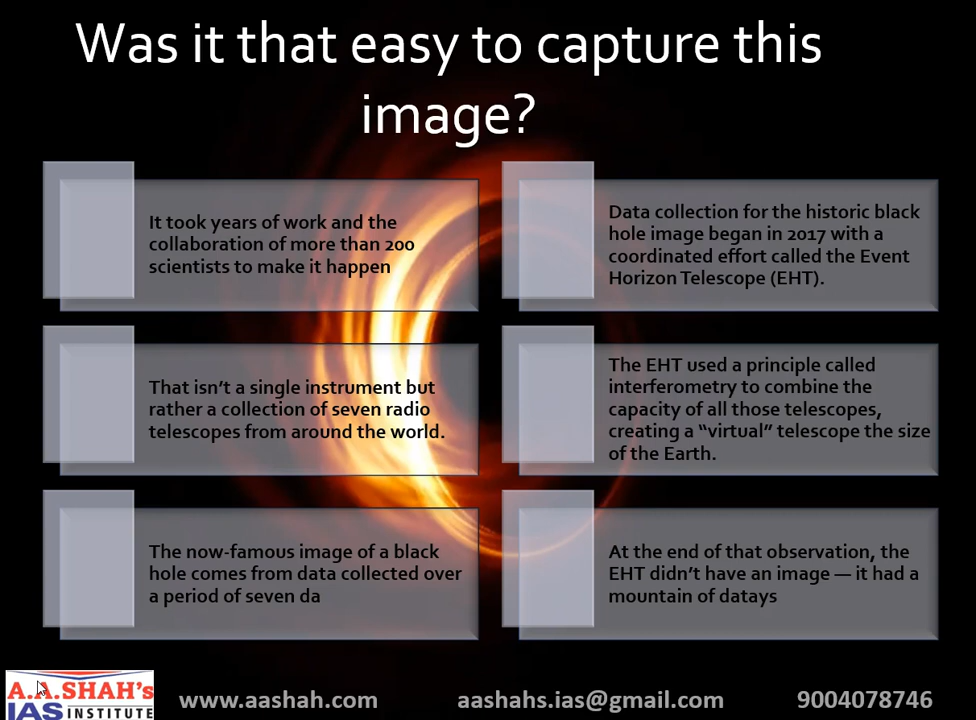 Was it that easy to capture this
image?
It took years of work and the
collaboration of more than 200
scientists to make it happen
Data collection for the historic black
hole image began in 2017 with a
coordinated effort called the Event
Horizon Telescope (EHT).
That isn’t a single instrument but
rather a collection of seven radio
telescopes from around the world.
The EHT used a principle called
interferometry to combine the
capacity of all those telescopes,
creating a “virtual” telescope the size
of the Earth.
The now-famous image of a black
hole comes from data collected over
a period of seven da
At the end of that observation, the
EHT didn’t have an image — it had a
mountain of datays
A.A.SHAH's
IAS INSTITUTE
www.aashah.com
aashahs.ias@gmail.com
9004078746